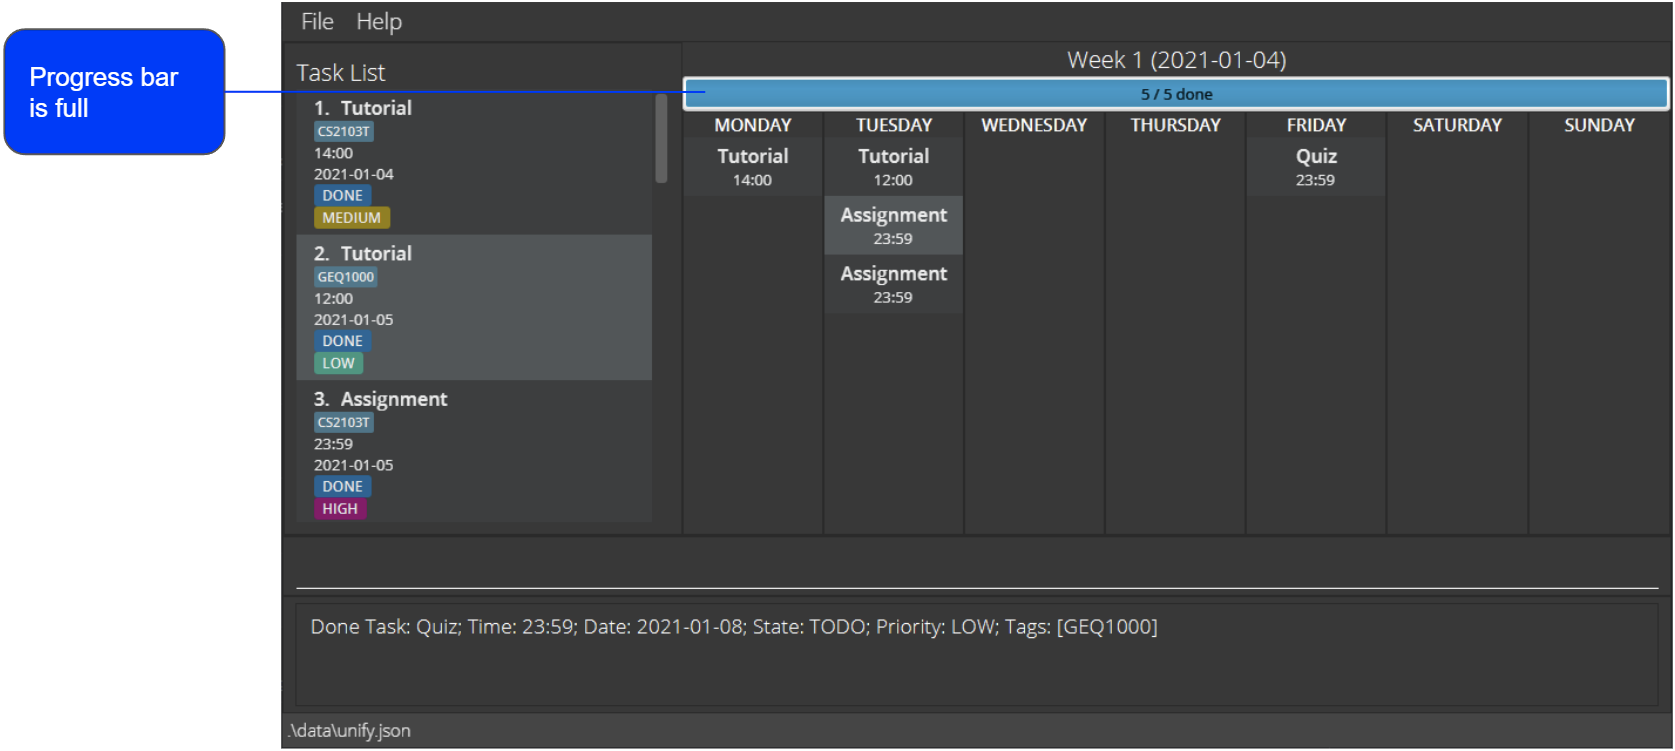 File Help
Progress bar
is full
Task List
1. Tutorial
CS2103T
14:00
2021-01-04
DONE
MEDIUM
2. Tutorial
GEQ1000
12:00
2021-01-05
DONE
LOW
3. Assignment
CS2103T
23:59
2021-01-05
DONE
HIGH
Week 1 (2021-01-04)
5 / 5 done
MONDAY TUESDAY WEDNESDAY THURSDAY FRIDAY SATURDAY SUNDAY
Tutorial Tutorial Quiz
14:00 12:00 23:59
Assignment
23:59
Assignment
23:59
Done Task: Quiz; Time: 23:59; Date: 2021-01-08; State: TODO; Priority: LOW; Tags: [GEQ1000]
.\data\unify.json